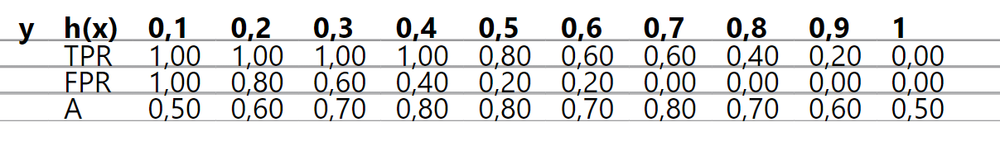 y h(x) 0,1 0,2 0,3 0,4 0,5 0,6 0,7 0,8 0,9 1
TPR 1,00 1,00 1,00 1,00 0,80 0,60 0,60 0,40 0,20 0,00
FPR 1,00 0,80 0,60 0,40 0,20 0,20 0,00 0,00 0,00 0,00
A 0,50 0,60 0,70 0,80 0,80 0,70 0,80 0,70 0,60 0,50